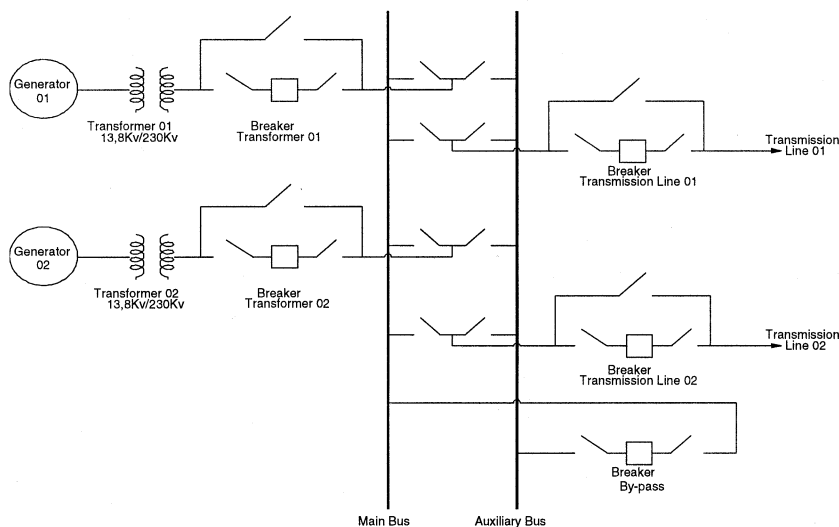 Generator
01
Transformer 01
13,8Kv/230Kv
Breaker
Transformer 01
Breaker
Transmission Line 01
Transmission
Line 01
Generator
02
Transformer 02
13,8Kv/230Kv
Breaker
Transformer 02
Breaker
Transmission Line 02
Transmission
Line 02
Breaker
By-pass
Main Bus
Auxiliary Bus